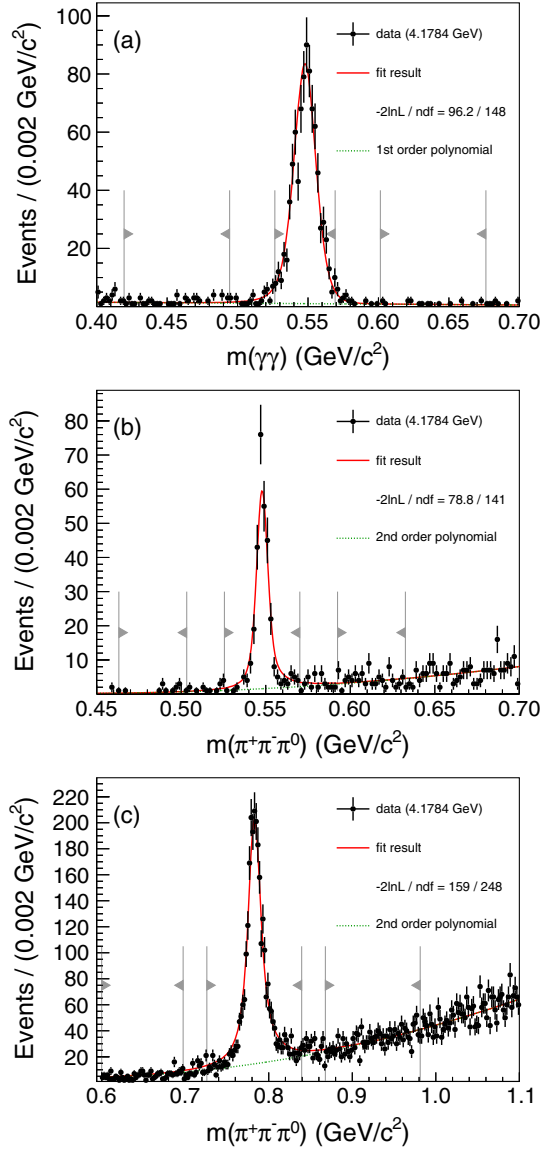 (a)
data (4.1784 GeV)
fit result
-2lnL / ndf = 96.2 / 148
1st order polynomial
Events / (0.002 GeV/c²)
100
80
60
40
20
0.40 0.45 0.50 0.55 0.60 0.65 0.70
m(γγ) (GeV/c²)
(b)
data (4.1784 GeV)
fit result
-2lnL / ndf = 78.8 / 141
2nd order polynomial
Events / (0.002 GeV/c²)
80
70
60
50
40
30
20
10
0.45 0.50 0.55 0.60 0.65 0.70
m(π⁺π⁻π⁰) (GeV/c²)
(c)
data (4.1784 GeV)
fit result
-2lnL / ndf = 159 / 248
2nd order polynomial
Events / (0.002 GeV/c²)
220
200
180
160
140
120
100
80
60
40
20
0.6 0.7 0.8 0.9 1.0 1.1
m(π⁺π⁻π⁰) (GeV/c²)